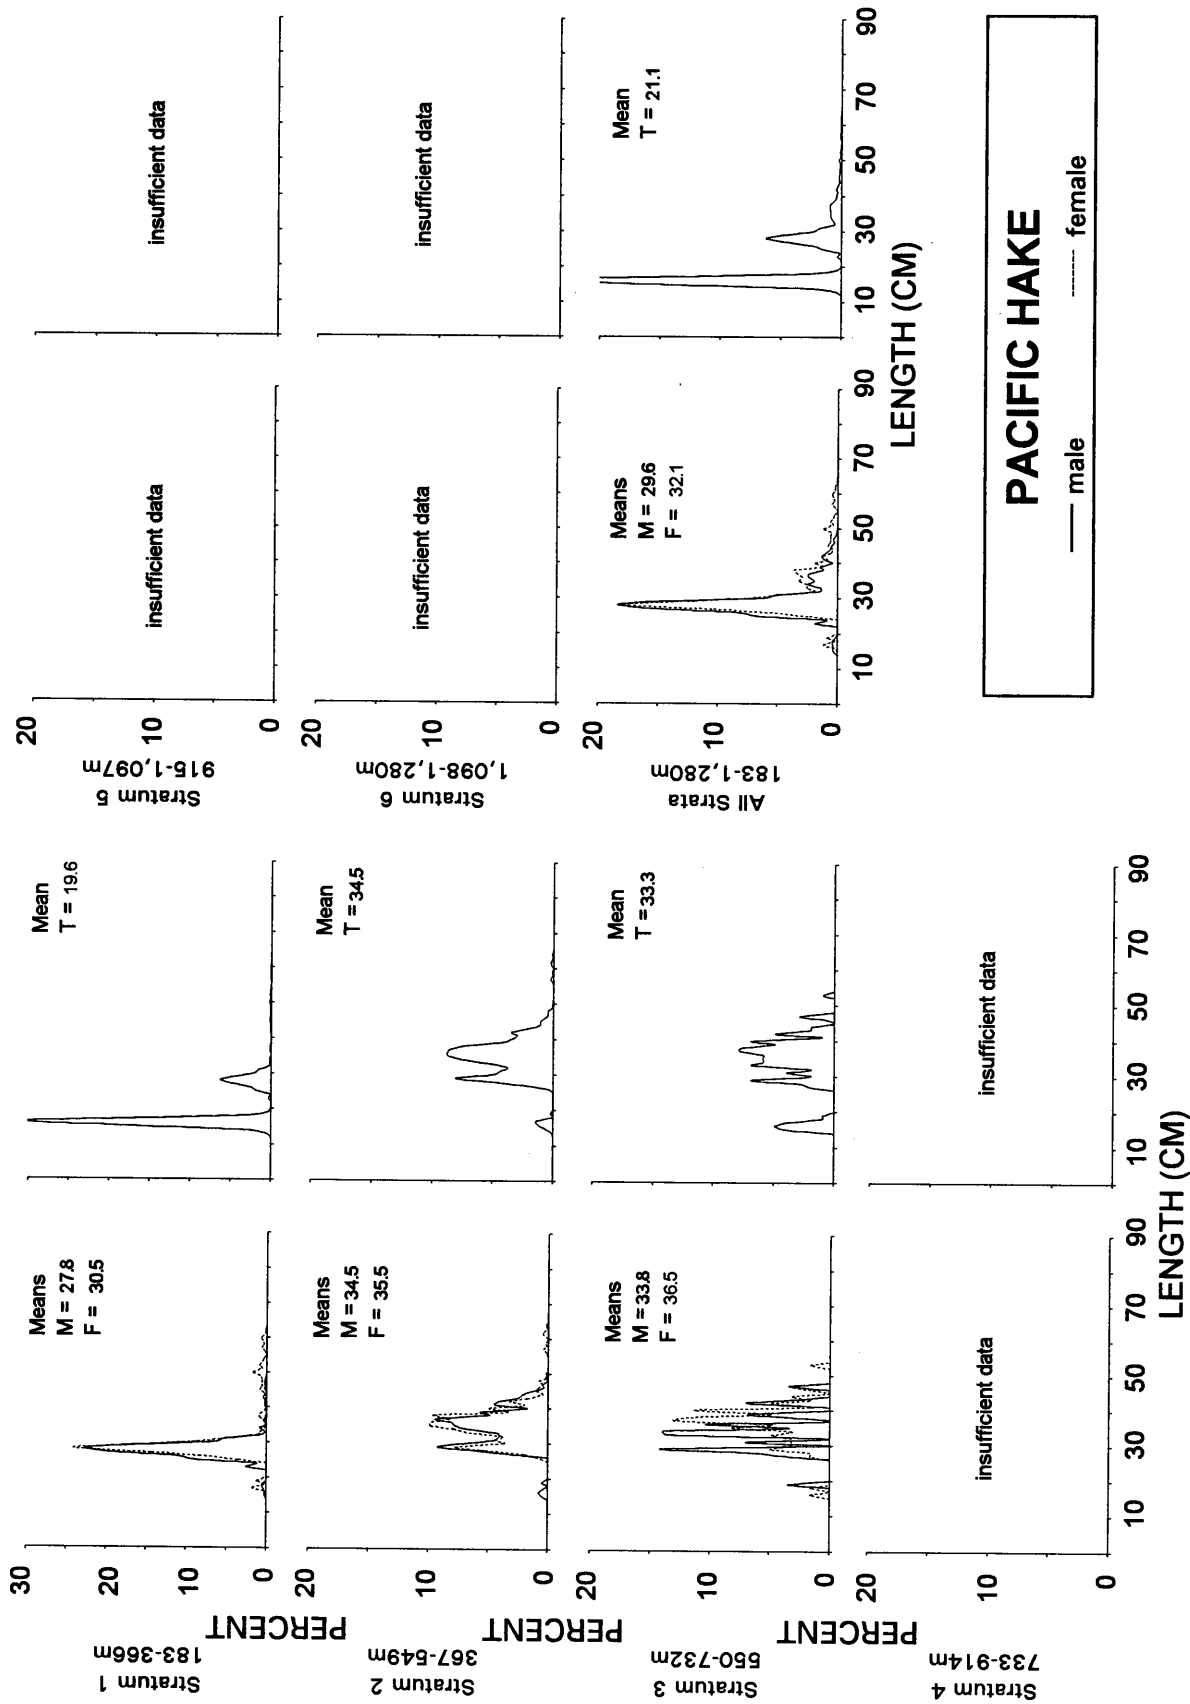 Stratum 1
183-366m
PERCENT
30
20
10
0
Means
M = 27.8
F = 30.5
Mean
T = 19.6
Stratum 2
367-549m
PERCENT
20
10
0
Means
M = 34.5
F = 35.5
Mean
T = 34.5
Stratum 3
550-732m
PERCENT
20
10
0
Means
M = 33.8
F = 36.5
Mean
T = 33.3
Stratum 4
733-914m
PERCENT
20
10
0
insufficient data
insufficient data
10 30 50 70 90
10 30 50 70 90
LENGTH (CM)
Stratum 5
915-1,097m
20
10
0
insufficient data
insufficient data
Stratum 6
1,098-1,280m
20
10
0
insufficient data
insufficient data
All Strata
183-1,280m
20
10
0
Means
M = 29.6
F = 32.1
Mean
T = 21.1
10 30 50 70 90
10 30 50 70 90
LENGTH (CM)
PACIFIC HAKE
male female